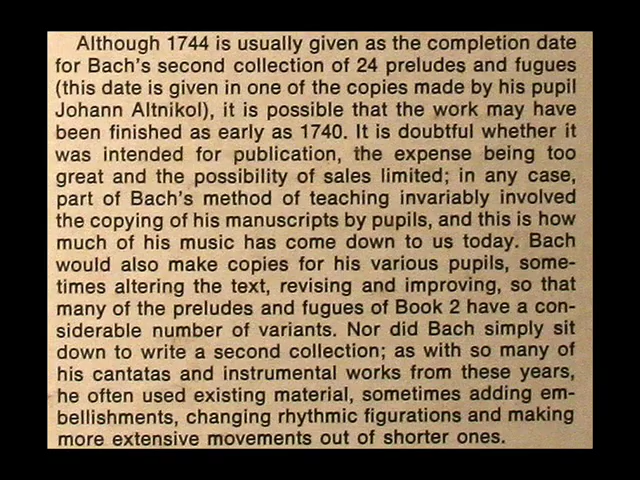 Although 1744 is usually given as the completion date
for Bach's second collection of 24 preludes and fugues
(this date is given in one of the copies made by his pupil
Johann Altnikol), it is possible that the work may have
been finished as early as 1740. It is doubtful whether it
was intended for publication, the expense being too
great and the possibility of sales limited; in any case,
part of Bach's method of teaching invariably involved
the copying of his manuscripts by pupils, and this is how
much of his music has come down to us today. Bach
would also make copies for his various pupils, some-
times altering the text, revising and improving, so that
many of the preludes and fugues of Book 2 have a con-
siderable number of variants. Nor did Bach simply sit
down to write a second collection; as with so many of
his cantatas and instrumental works from these years,
he often used existing material, sometimes adding em-
bellishments, changing rhythmic figurations and making
more extensive movements out of shorter ones.